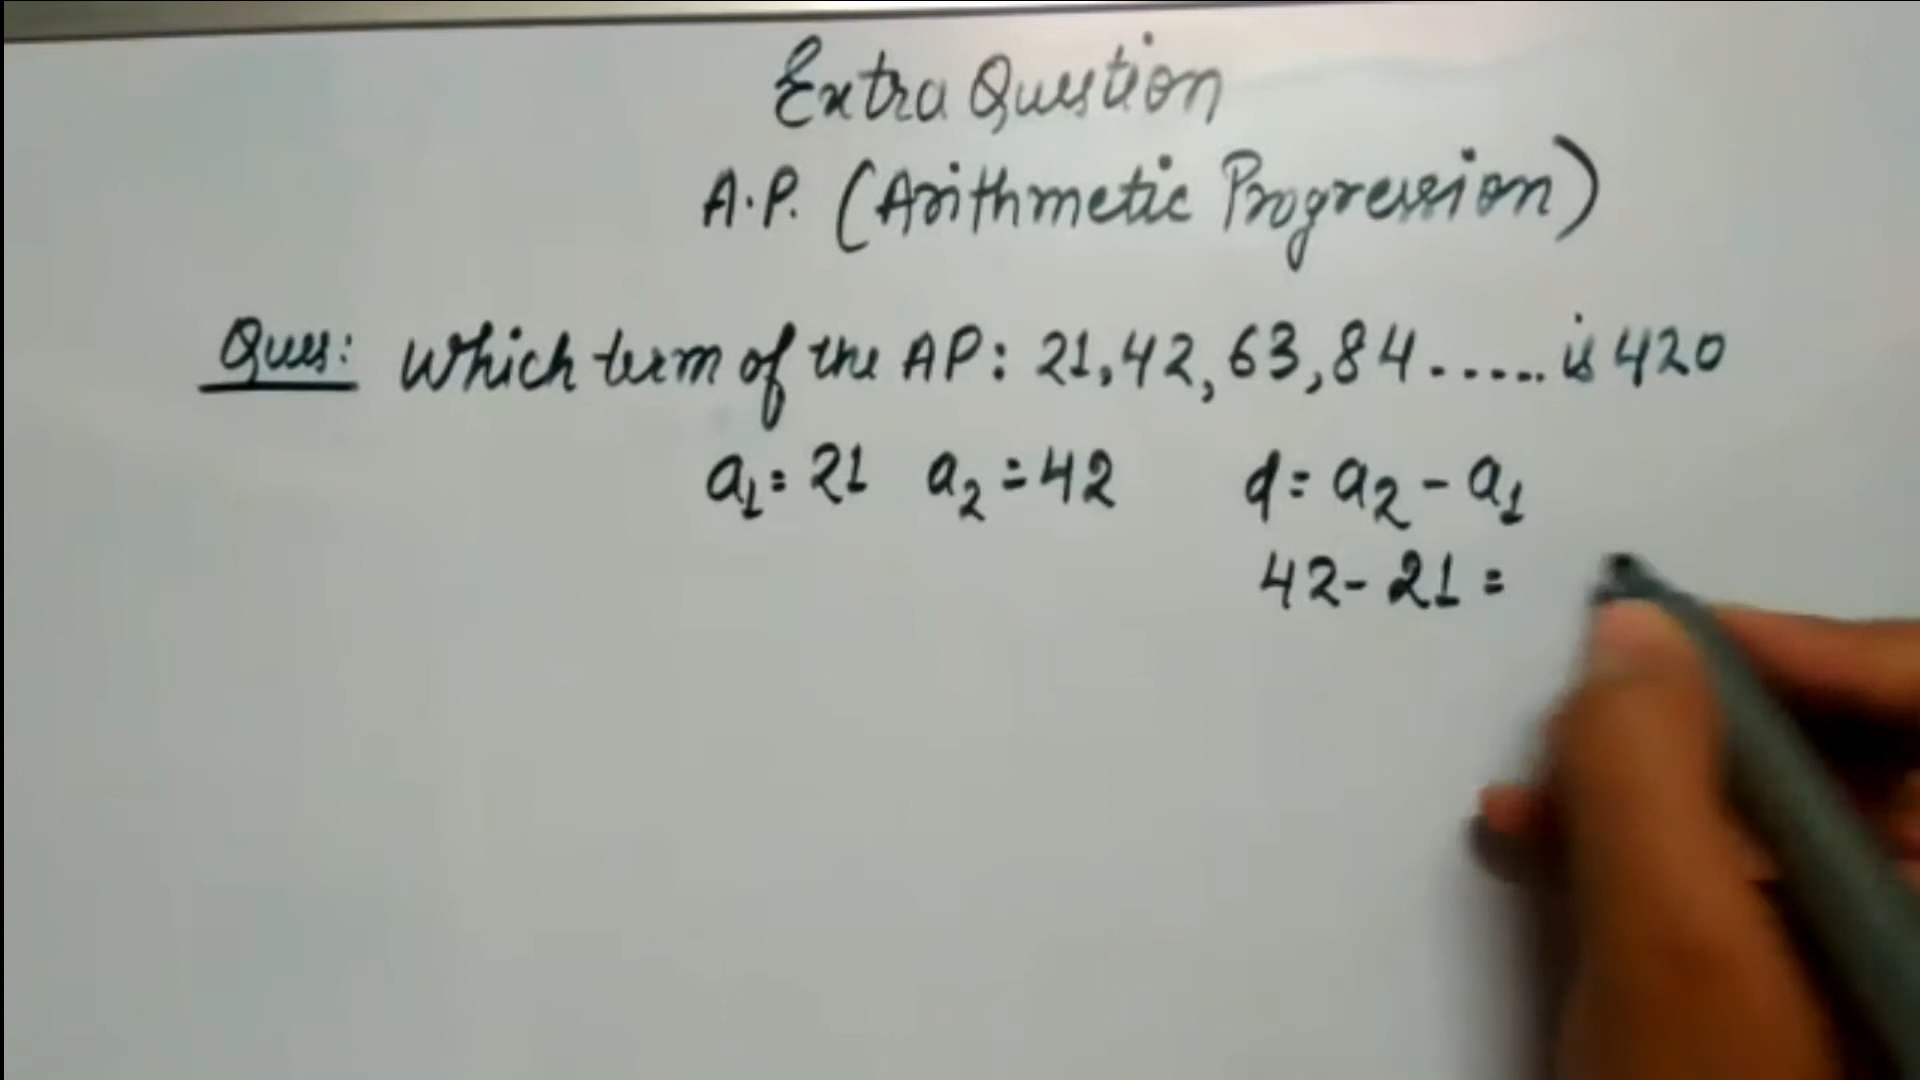 Extra Question
A.P. (Arithmetic Progression)
Ques: Which term of the AP: 21, 42, 63, 84...... is 420
a₁ = 21 a₂ = 42 d = a₂ - a₁
42 - 21 =